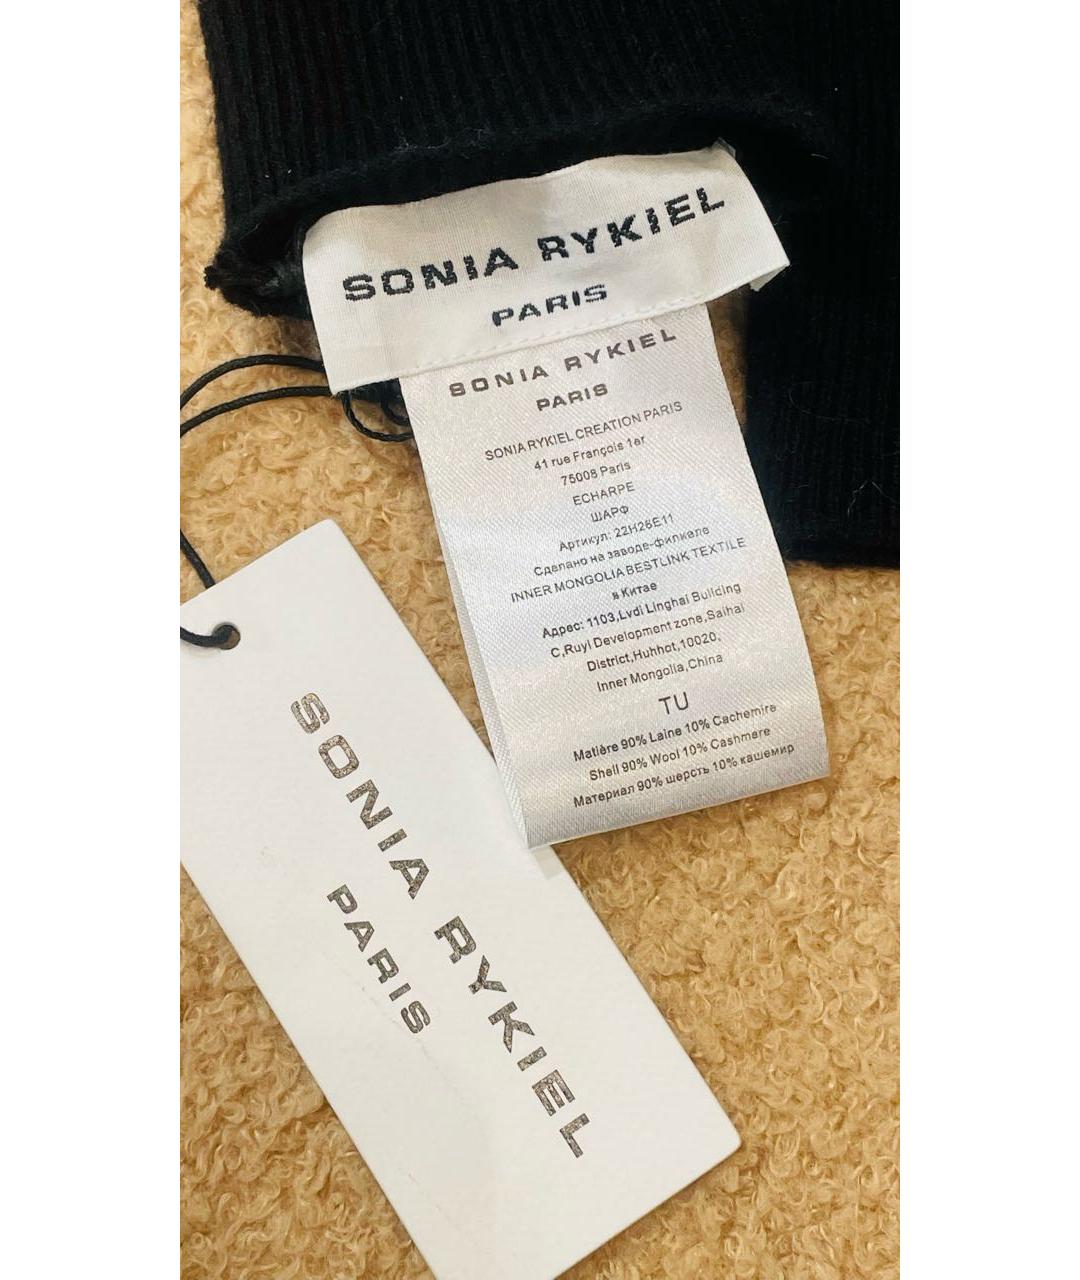 SONIA RYKIEL
PARIS
SONIA RYKIEL
PARIS
SONIA RYKIEL CREATION PARIS
41 rue François 1er
75008 Paris
ECHARPE
ШАРФ
Артикул: 22H26E11
Сделано на заводе-филиале
INNER MONGOLIA BESTLINK TEXTILE
в Китае
Адрес: 1103,Lvdi Linghai Building
C,Ruyi Development zone,Saihai
District,Huhhot,10020,
Inner Mongolia,China
TU
Matière 90% Laine 10% Cachemire
Shell 90% Wool 10% Cashmere
Материал 90% шерсть 10% кашемир
SONIA RYKIEL
PARIS